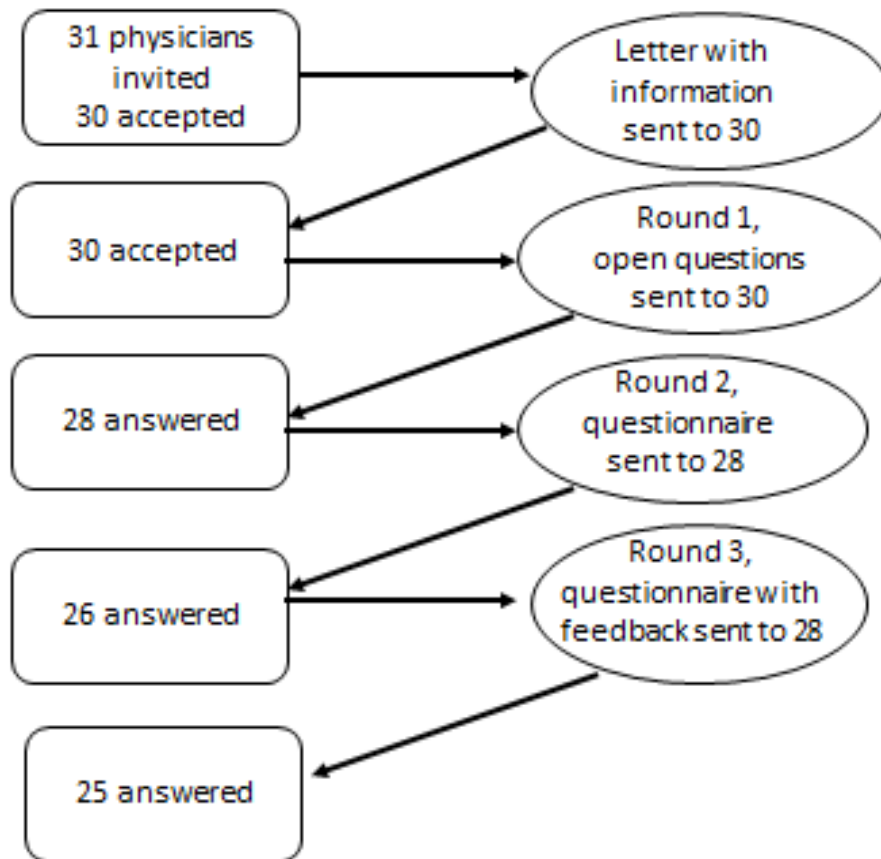 31 physicians
invited
30 accepted
Letter with
information
sent to 30
30 accepted
Round 1,
open questions
sent to 30
28 answered
Round 2,
questionnaire
sent to 28
26 answered
Round 3,
questionnaire with
feedback sent to 28
25 answered